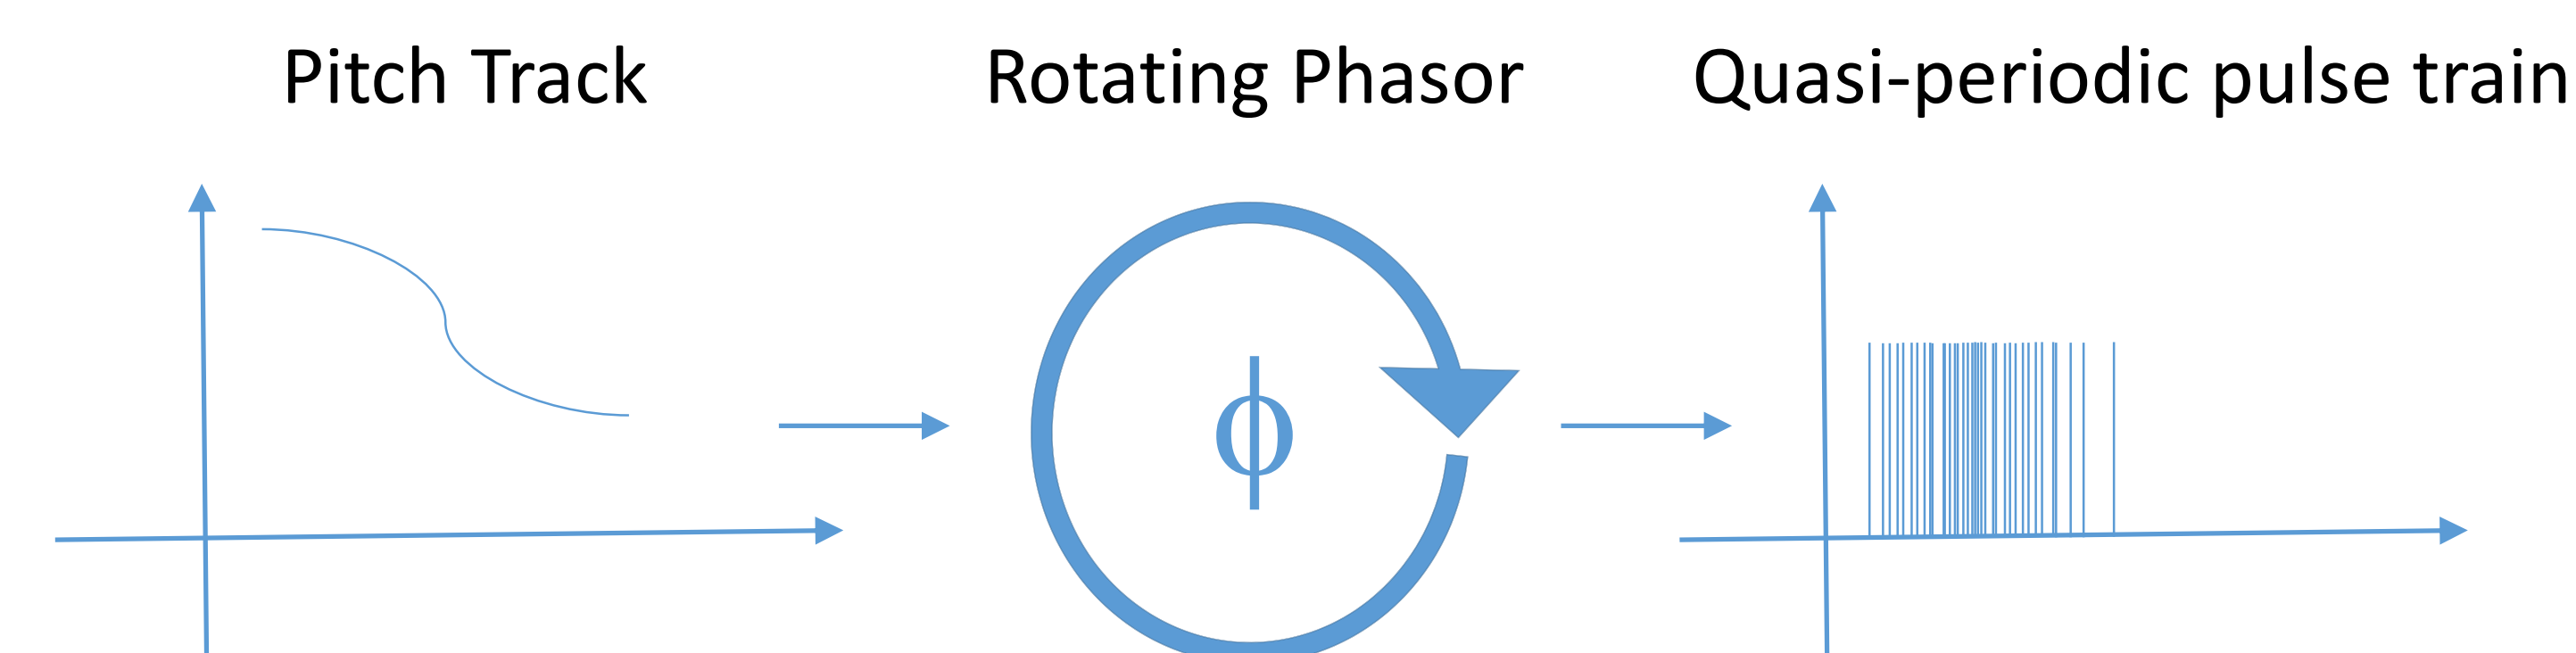 Pitch Track
Rotating Phasor
Quasi-periodic pulse train
ϕ